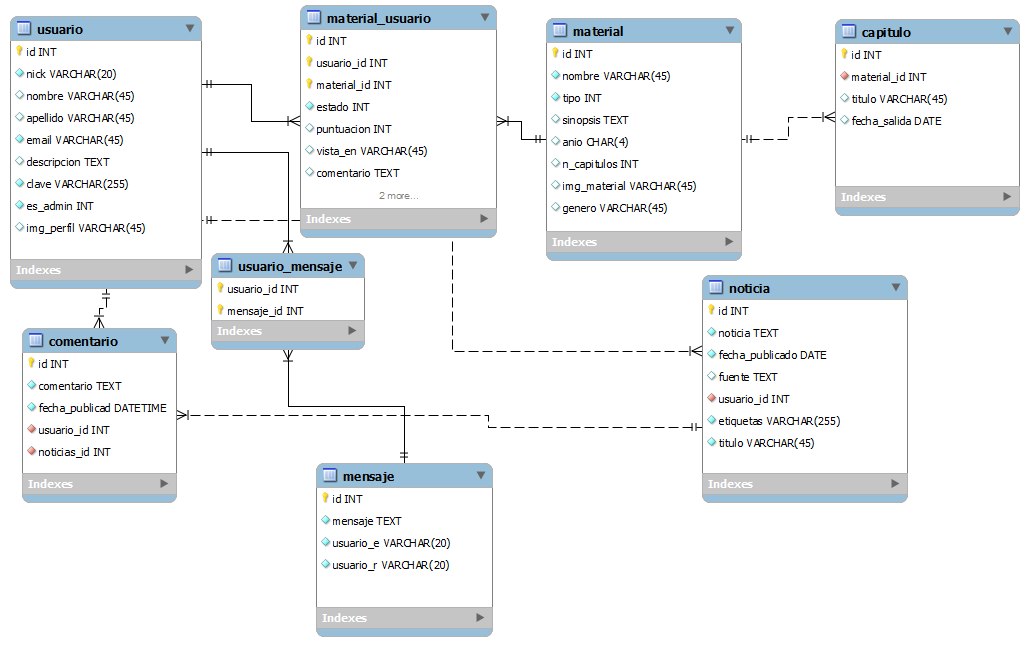 usuario
id INT
nick VARCHAR(20)
nombre VARCHAR(45)
apellido VARCHAR(45)
email VARCHAR(45)
descripcion TEXT
clave VARCHAR(255)
es_admin INT
img_perfil VARCHAR(45)
Indexes
material_usuario
id INT
usuario_id INT
material_id INT
estado INT
puntuacion INT
vista_en VARCHAR(45)
comentario TEXT
2 more...
Indexes
material
id INT
nombre VARCHAR(45)
tipo INT
sinopsis TEXT
anio CHAR(4)
n_capitulos INT
img_material VARCHAR(45)
genero VARCHAR(45)
Indexes
capitulo
id INT
material_id INT
titulo VARCHAR(45)
fecha_salida DATE
Indexes
usuario_mensaje
usuario_id INT
mensaje_id INT
Indexes
noticia
id INT
noticia TEXT
fecha_publicado DATE
fuente TEXT
usuario_id INT
etiquetas VARCHAR(255)
titulo VARCHAR(45)
Indexes
comentario
id INT
comentario TEXT
fecha_publicad DATETIME
usuario_id INT
noticias_id INT
Indexes
mensaje
id INT
mensaje TEXT
usuario_e VARCHAR(20)
usuario_r VARCHAR(20)
Indexes